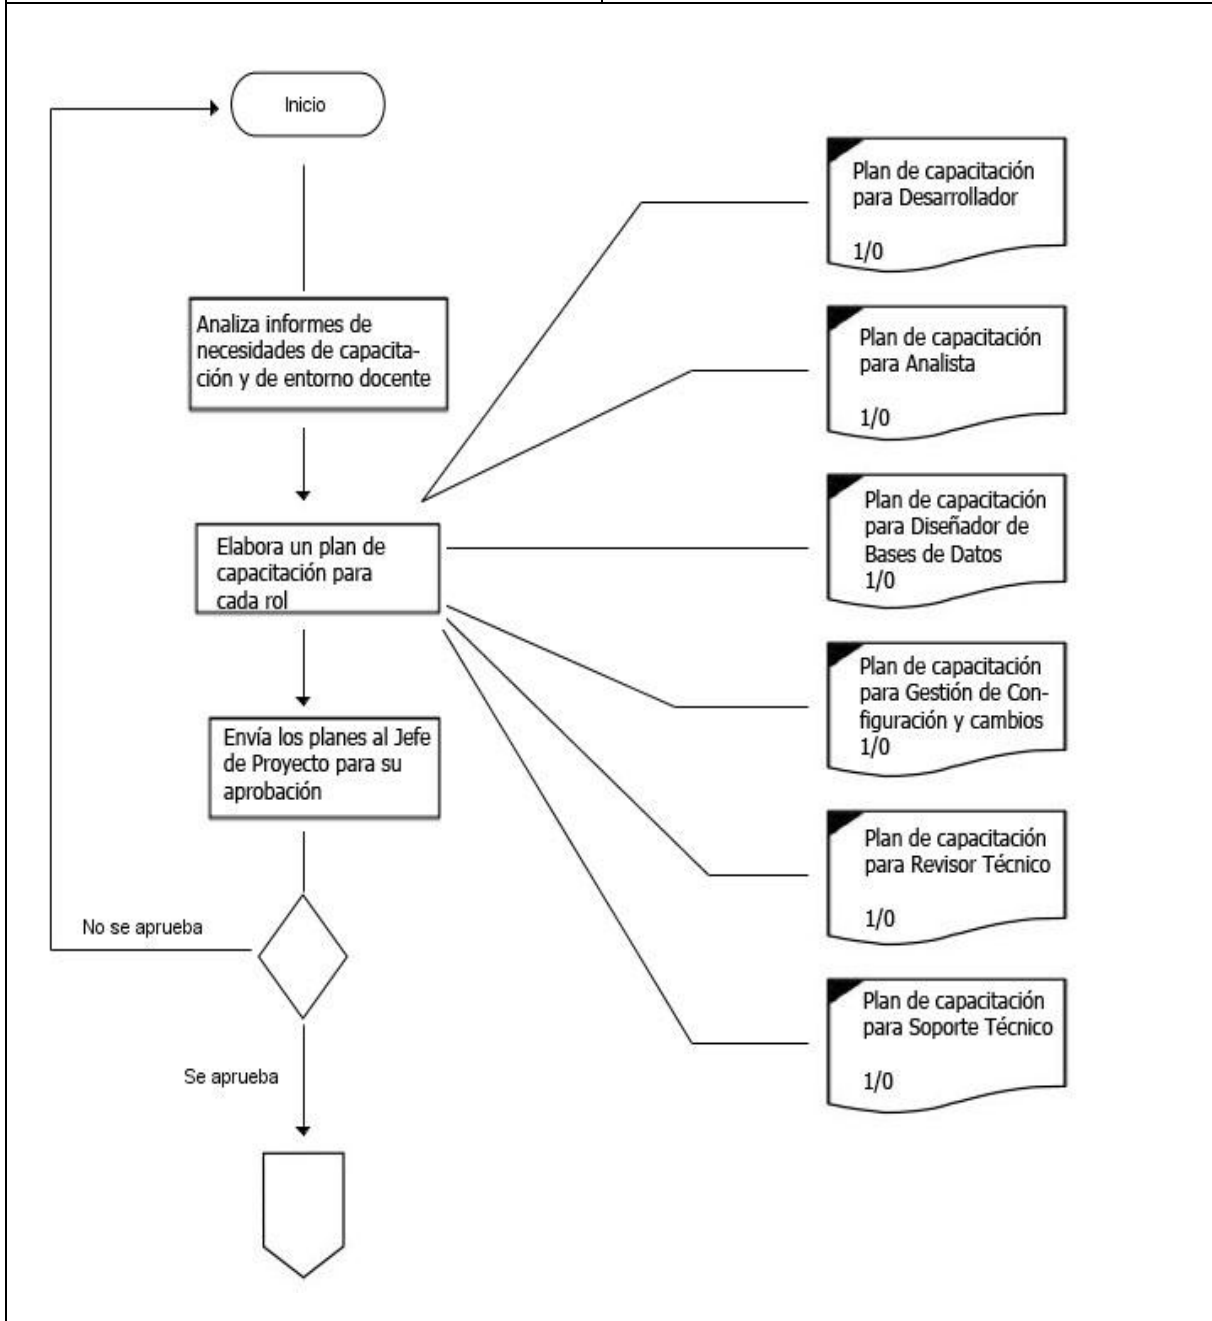 Inicio
Analiza informes de
necesidades de capacita-
ción y de entorno docente
Elabora un plan de
capacitación para
cada rol
Envía los planes al Jefe
de Proyecto para su
aprobación
No se aprueba
Se aprueba
Plan de capacitación
para Desarrollador
1/0
Plan de capacitación
para Analista
1/0
Plan de capacitación
para Diseñador de
Bases de Datos
1/0
Plan de capacitación
para Gestión de Con-
figuración y cambios
1/0
Plan de capacitación
para Revisor Técnico
1/0
Plan de capacitación
para Soporte Técnico
1/0